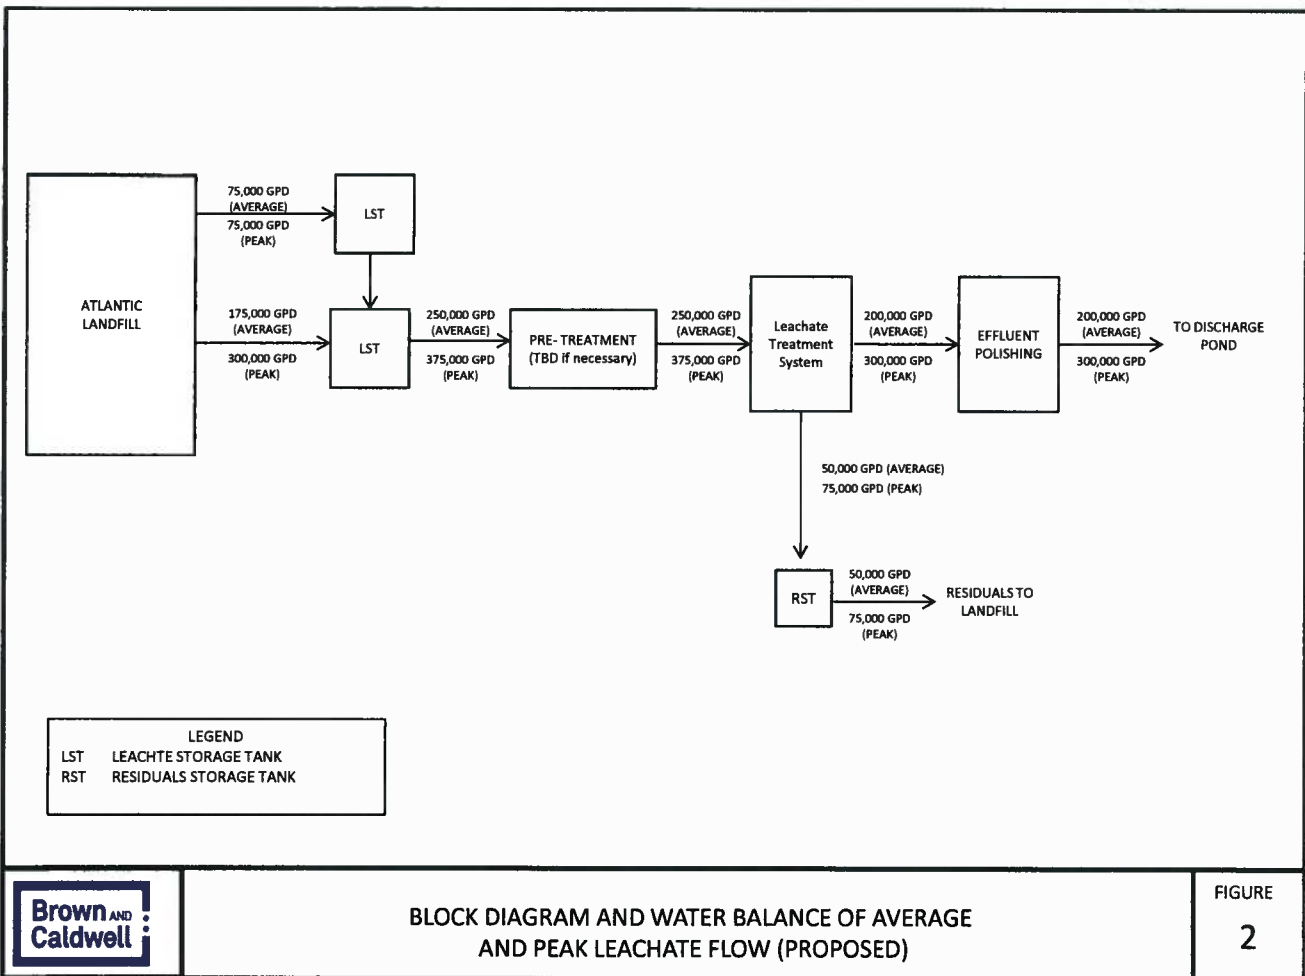 ATLANTIC
LANDFILL
75,000 GPD
(AVERAGE)
75,000 GPD
(PEAK)
LST
175,000 GPD
(AVERAGE)
300,000 GPD
(PEAK)
LST
250,000 GPD
(AVERAGE)
375,000 GPD
(PEAK)
PRE- TREATMENT
(TBD if necessary)
250,000 GPD
(AVERAGE)
375,000 GPD
(PEAK)
Leachate
Treatment
System
200,000 GPD
(AVERAGE)
300,000 GPD
(PEAK)
EFFLUENT
POLISHING
200,000 GPD
(AVERAGE)
300,000 GPD
(PEAK)
TO DISCHARGE
POND
50,000 GPD (AVERAGE)
75,000 GPD (PEAK)
RST
50,000 GPD
(AVERAGE)
75,000 GPD
(PEAK)
RESIDUALS TO
LANDFILL
LEGEND
LST LEACHTE STORAGE TANK
RST RESIDUALS STORAGE TANK
Brown AND
Caldwell
BLOCK DIAGRAM AND WATER BALANCE OF AVERAGE
AND PEAK LEACHATE FLOW (PROPOSED)
FIGURE
2